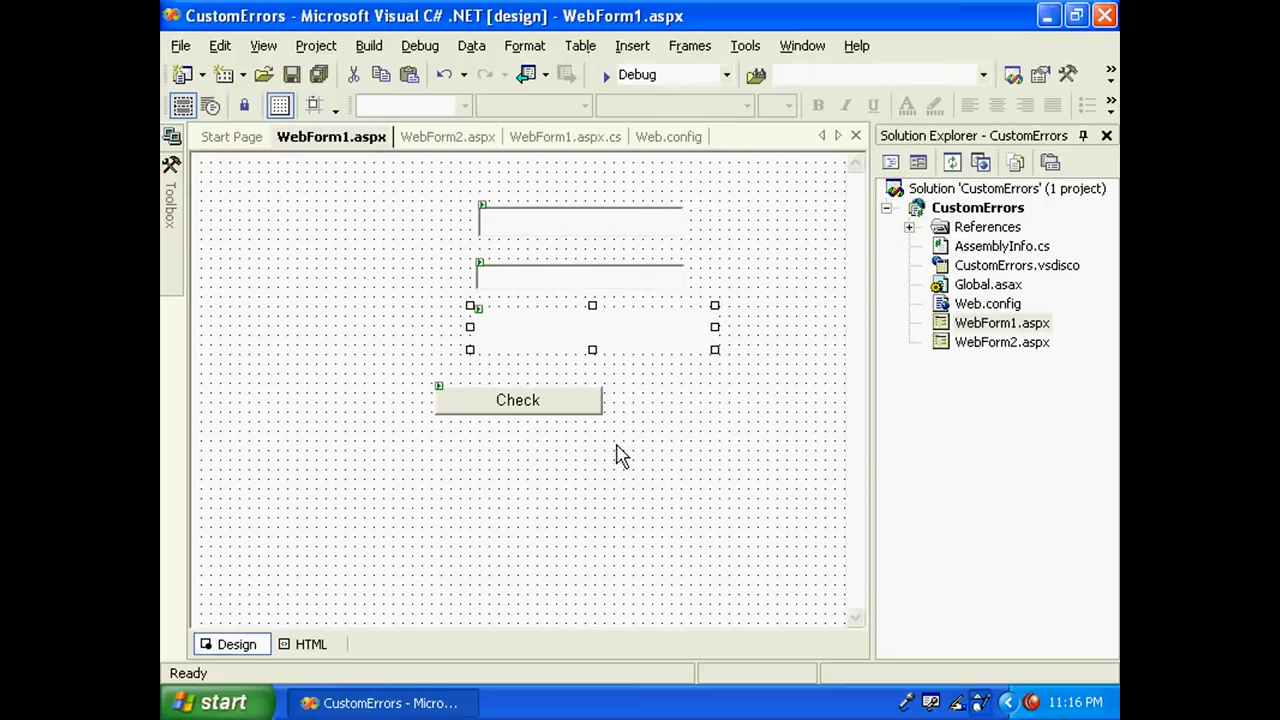 CustomErrors - Microsoft Visual C# .NET [design] - WebForm1.aspx
File Edit View Project Build Debug Data Format Table Insert Frames Tools Window Help
Debug
B I U A
Start Page WebForm1.aspx WebForm2.aspx WebForm1.aspx.cs Web.config
Solution Explorer - CustomErrors
Toolbox
Solution 'CustomErrors' (1 project)
CustomErrors
References
AssemblyInfo.cs
CustomErrors.vsdisco
Global.asax
Web.config
WebForm1.aspx
WebForm2.aspx
Check
Design HTML
Ready
start CustomErrors - Micro... 11:16 PM